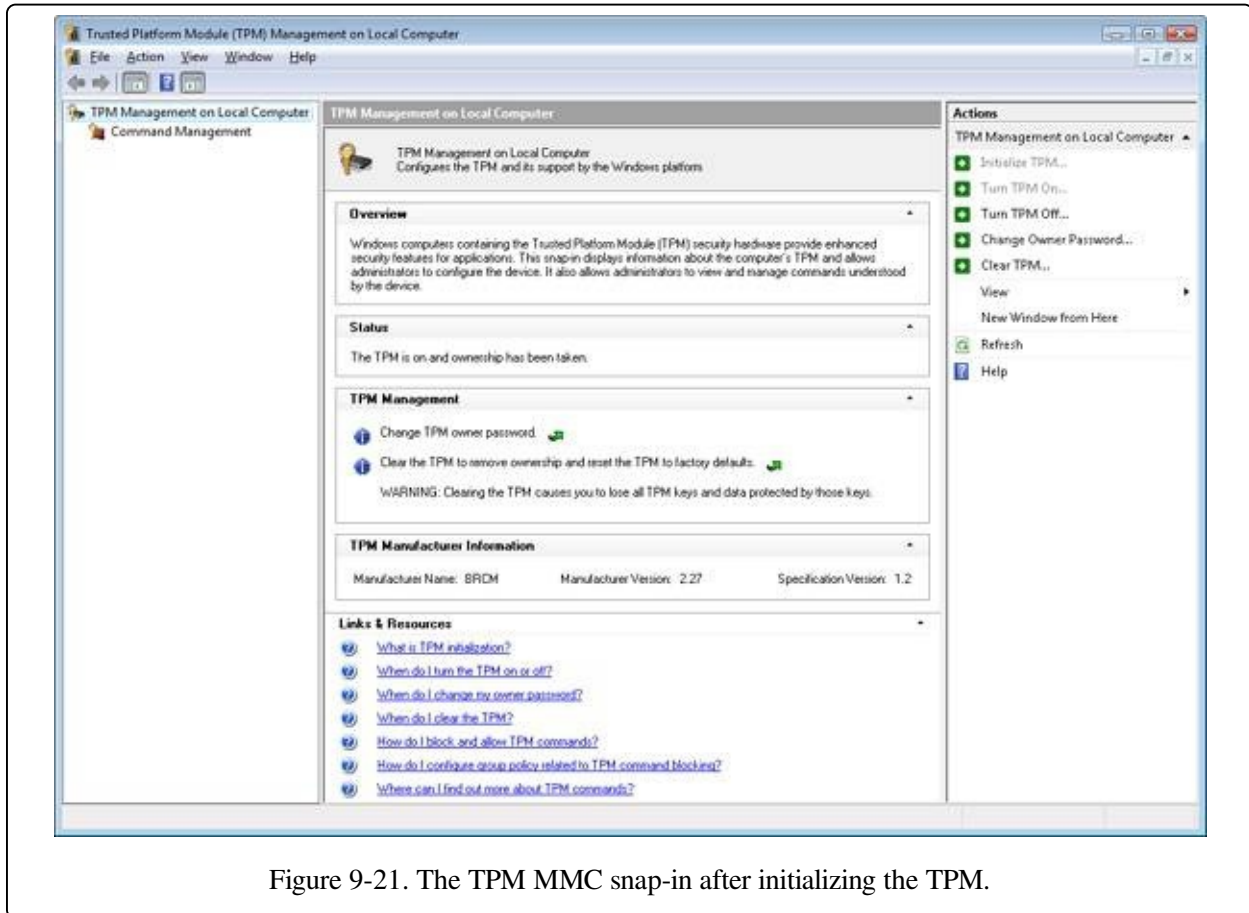 Trusted Platform Module (TPM) Management on Local Computer
File Action View Window Help
TPM Management on Local Computer
Command Management
TPM Management on Local Computer
TPM Management on Local Computer
Configures the TPM and its support by the Windows platform
Overview
Windows computers containing the Trusted Platform Module (TPM) security hardware provide enhanced
security features for applications. This snap-in displays information about the computer's TPM and allows
administrators to configure the device. It also allows administrators to view and manage commands understood
by the device.
Status
The TPM is on and ownership has been taken.
TPM Management
Change TPM owner password.
Clear the TPM to remove ownership and reset the TPM to factory defaults.
WARNING: Clearing the TPM causes you to lose all TPM keys and data protected by those keys.
TPM Manufacturer Information
Manufacturer Name: BRCM Manufacturer Version: 2.27 Specification Version: 1.2
Links & Resources
What is TPM initialization?
When do I turn the TPM on or off?
When do I change my owner password?
When do I clear the TPM?
How do I block and allow TPM commands?
How do I configure group policy related to TPM command blocking?
Where can I find out more about TPM commands?
Actions
TPM Management on Local Computer
Initialize TPM...
Turn TPM On...
Turn TPM Off...
Change Owner Password...
Clear TPM...
View
New Window from Here
Refresh
Help
Figure 9-21. The TPM MMC snap-in after initializing the TPM.